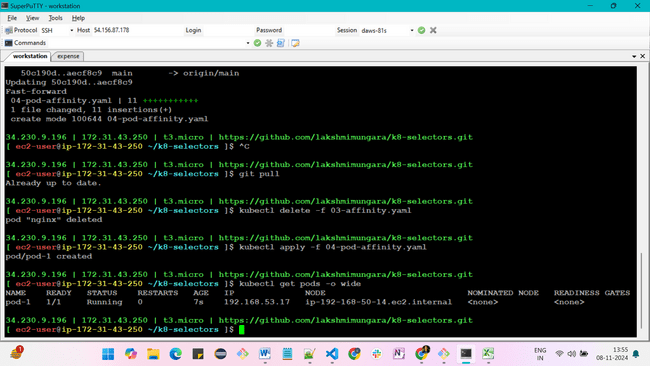 SuperPuTTY - workstation
File View Tools Help
Protocol SSH Host 54.156.87.178 Login Password Session daws-81s
Commands
workstation expense
50c190d..aecf8c9 main -> origin/main
Updating 50c190d..aecf8c9
Fast-forward
04-pod-affinity.yaml | 11 +++++++++++
1 file changed, 11 insertions(+)
create mode 100644 04-pod-affinity.yaml
34.230.9.196 | 172.31.43.250 | t3.micro | https://github.com/lakshmimungara/k8-selectors.git
[ ec2-user@ip-172-31-43-250 ~/k8-selectors ]$ ^C
34.230.9.196 | 172.31.43.250 | t3.micro | https://github.com/lakshmimungara/k8-selectors.git
[ ec2-user@ip-172-31-43-250 ~/k8-selectors ]$ git pull
Already up to date.
34.230.9.196 | 172.31.43.250 | t3.micro | https://github.com/lakshmimungara/k8-selectors.git
[ ec2-user@ip-172-31-43-250 ~/k8-selectors ]$ kubectl delete -f 03-affinity.yaml
pod "nginx" deleted
34.230.9.196 | 172.31.43.250 | t3.micro | https://github.com/lakshmimungara/k8-selectors.git
[ ec2-user@ip-172-31-43-250 ~/k8-selectors ]$ kubectl apply -f 04-pod-affinity.yaml
pod/pod-1 created
34.230.9.196 | 172.31.43.250 | t3.micro | https://github.com/lakshmimungara/k8-selectors.git
[ ec2-user@ip-172-31-43-250 ~/k8-selectors ]$ kubectl get pods -o wide
NAME READY STATUS RESTARTS AGE IP NODE NOMINATED NODE READINESS GATES
pod-1 1/1 Running 0 7s 192.168.53.17 ip-192-168-50-14.ec2.internal <none> <none>
34.230.9.196 | 172.31.43.250 | t3.micro | https://github.com/lakshmimungara/k8-selectors.git
[ ec2-user@ip-172-31-43-250 ~/k8-selectors ]$
ENG
IN
13:55
08-11-2024